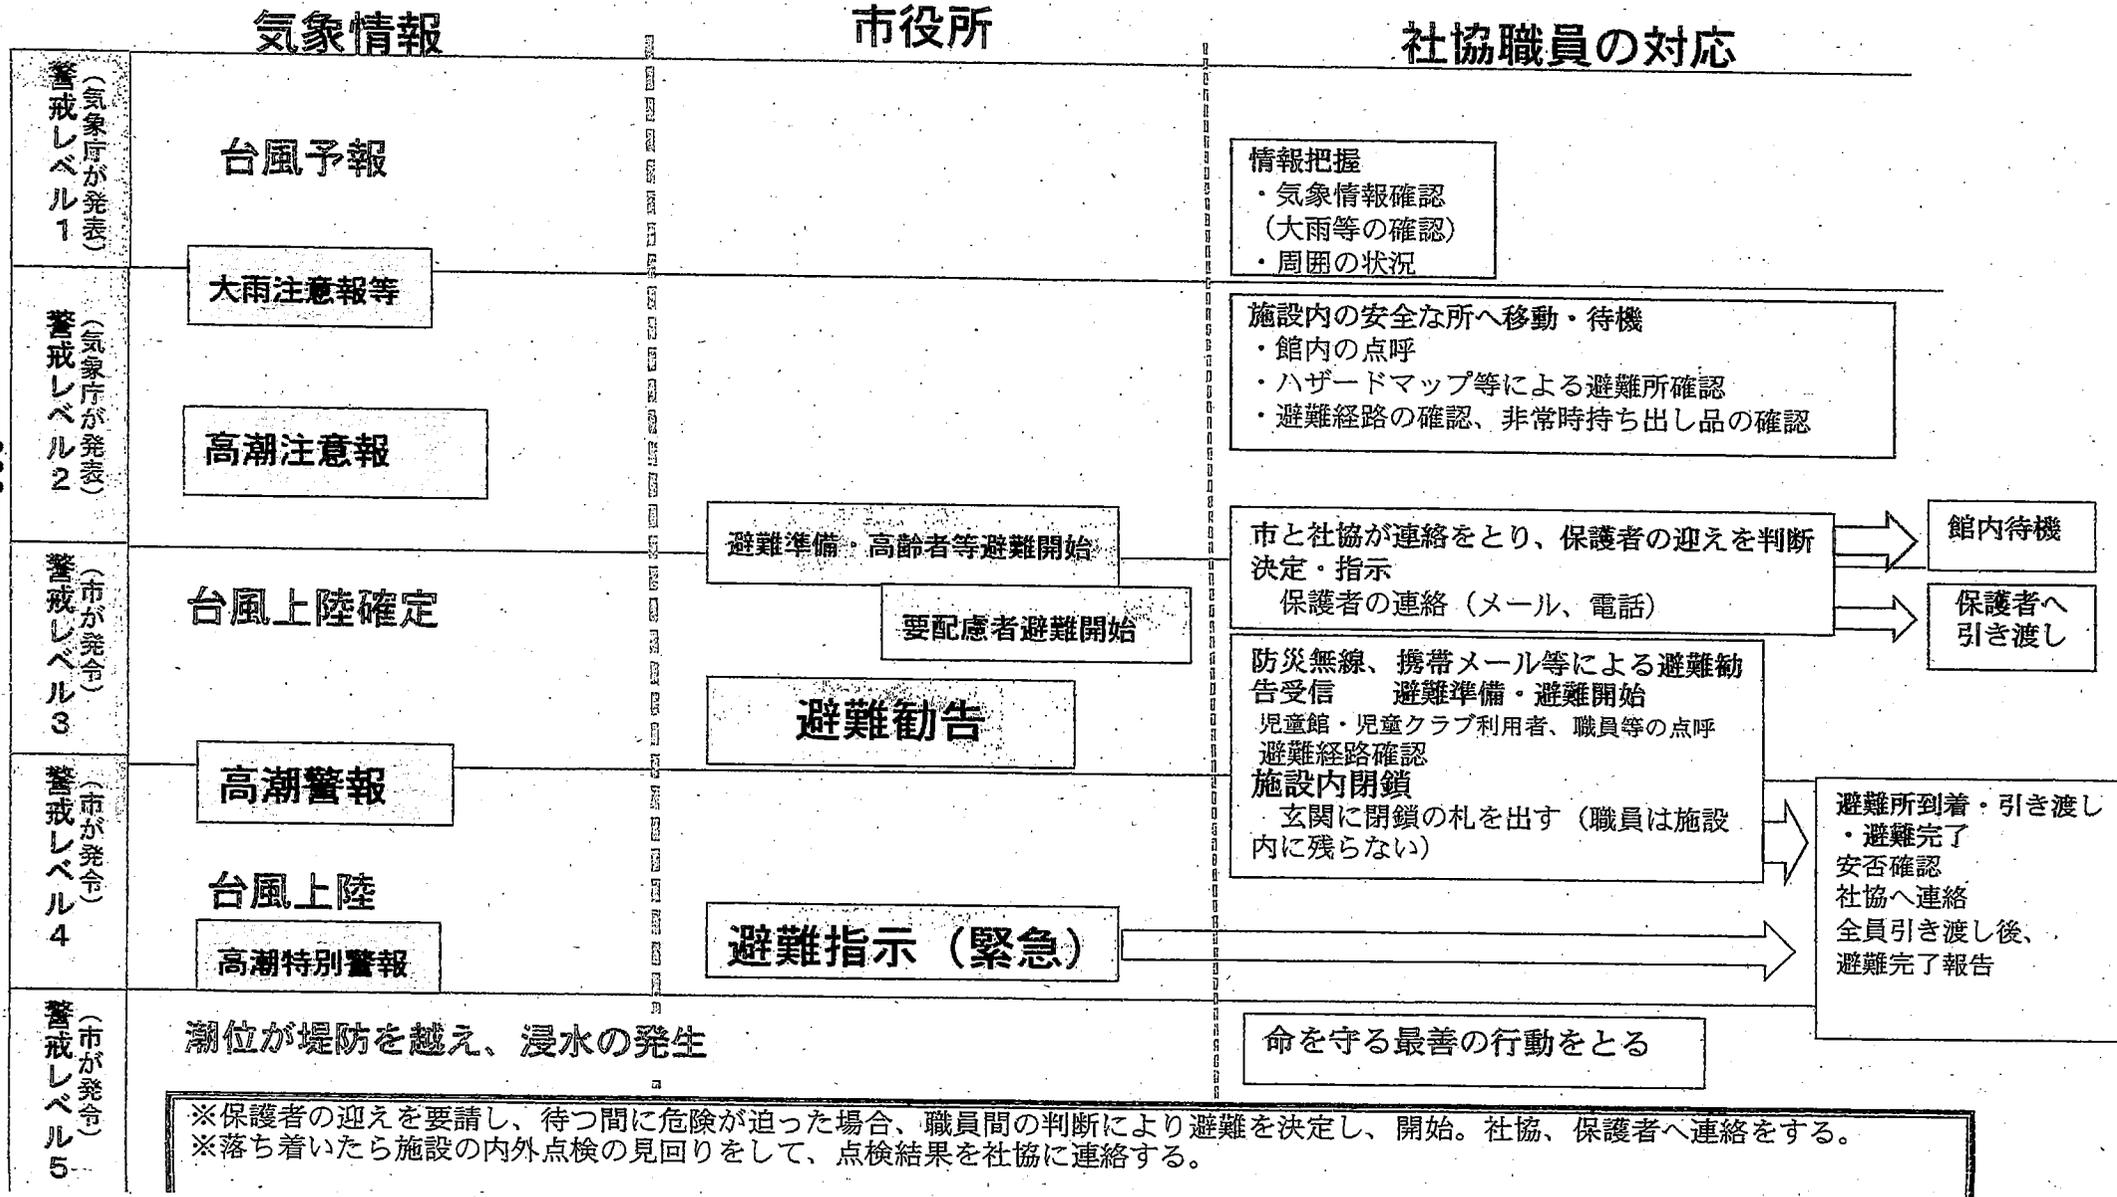 気象情報
市役所
社協職員の対応
警戒レベル1
（気象庁が発表）
台風予報
情報把握
・気象情報確認
（大雨等の確認）
・周囲の状況
大雨注意報等
警戒レベル2
（気象庁が発表）
高潮注意報
施設内の安全な所へ移動・待機
・館内の点呼
・ハザードマップ等による避難所確認
・避難経路の確認、非常時持ち出し品の確認
警戒レベル3
（市が発令）
台風上陸確定
避難準備・高齢者等避難開始
要配慮者避難開始
避難勧告
市と社協が連絡をとり、保護者の迎えを判断
決定・指示
保護者の連絡（メール、電話）
館内待機
保護者へ
引き渡し
防災無線、携帯メール等による避難勧
告受信　避難準備・避難開始
児童館・児童クラブ利用者、職員等の点呼
避難経路確認
施設内閉鎖
玄関に閉鎖の札を出す（職員は施設
内に残らない）
警戒レベル4
（市が発令）
高潮警報
台風上陸
高潮特別警報
避難指示（緊急）
避難所到着・引き渡し
・避難完了
安否確認
社協へ連絡
全員引き渡し後、
避難完了報告
警戒レベル5
（市が発令）
潮位が堤防を越え、浸水の発生
命を守る最善の行動をとる
※保護者の迎えを要請し、待つ間に危険が迫った場合、職員間の判断により避難を決定し、開始。社協、保護者へ連絡をする。
※落ち着いたら施設の内外点検の見回りをして、点検結果を社協に連絡する。